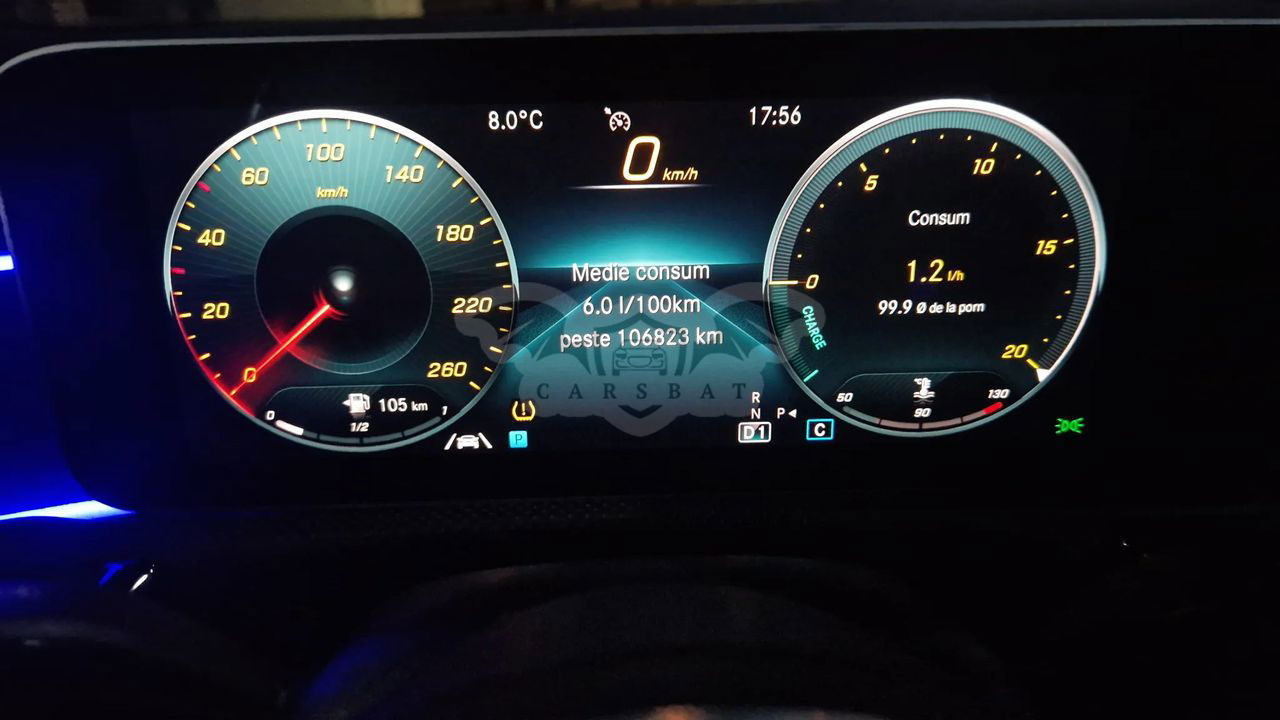 8.0°C
17:56
0 km/h
0
20
40
60
100
140
180
220
260
km/h
105 km
0
1/2
1
Medie consum
6.0 l/100km
peste 106823 km
CARSBAT
P
R
N
P◄
D1
C
0
5
10
15
20
CHARGE
Consum
1.2 l/h
99.9 Ø de la porn
50
90
130
°C